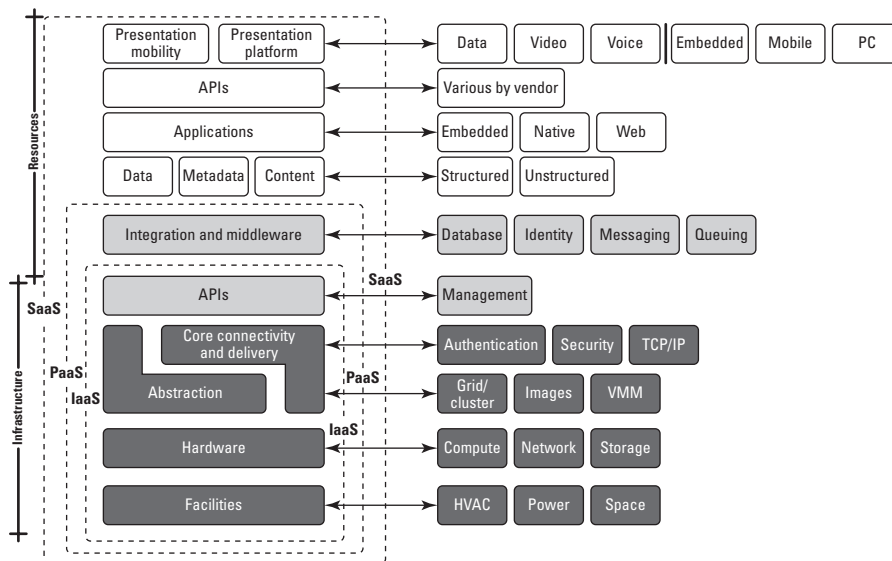 Presentation mobility
Presentation platform
Data
Video
Voice
Embedded
Mobile
PC
APIs
Various by vendor
Applications
Embedded
Native
Web
Resources
Data
Metadata
Content
Structured
Unstructured
Integration and middleware
Database
Identity
Messaging
Queuing
SaaS
APIs
Management
SaaS
Core connectivity
and delivery
Authentication
Security
TCP/IP
PaaS
PaaS
Grid/
cluster
Images
VMM
IaaS
Abstraction
Infrastructure
IaaS
Hardware
Compute
Network
Storage
Facilities
HVAC
Power
Space